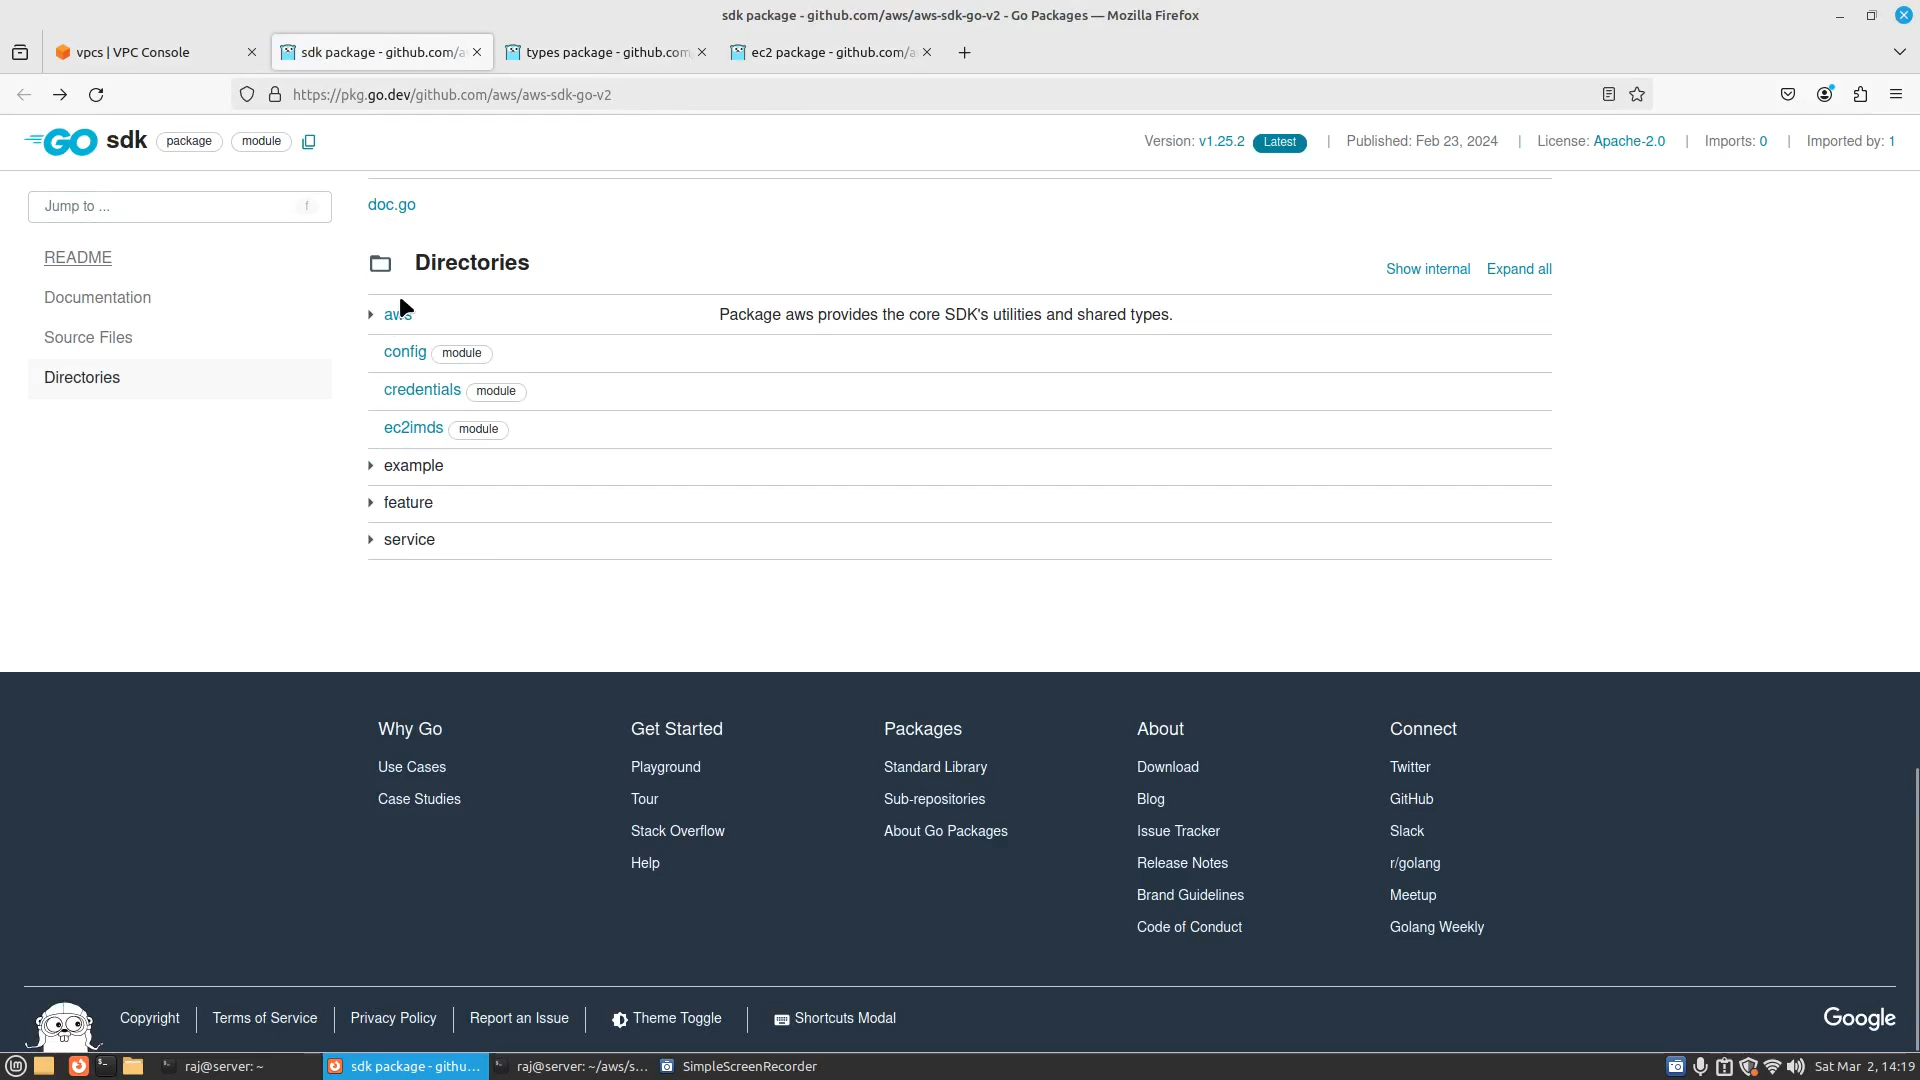 sdk package - github.com/aws/aws-sdk-go-v2 - Go Packages — Mozilla Firefox
vpcs | VPC Console
sdk package - github.com/a
types package - github.com
ec2 package - github.com/a
https://pkg.go.dev/github.com/aws/aws-sdk-go-v2
GO sdk package module
Version: v1.25.2 Latest | Published: Feb 23, 2024 | License: Apache-2.0 | Imports: 0 | Imported by: 1
Jump to ... f
README
Documentation
Source Files
Directories
doc.go
Directories
Show internal Expand all
aws Package aws provides the core SDK's utilities and shared types.
config module
credentials module
ec2imds module
example
feature
service
Why Go
Use Cases
Case Studies
Get Started
Playground
Tour
Stack Overflow
Help
Packages
Standard Library
Sub-repositories
About Go Packages
About
Download
Blog
Issue Tracker
Release Notes
Brand Guidelines
Code of Conduct
Connect
Twitter
GitHub
Slack
r/golang
Meetup
Golang Weekly
Copyright Terms of Service Privacy Policy Report an Issue Theme Toggle Shortcuts Modal
Google
raj@server: ~ sdk package - githu... raj@server: ~/aws/s... SimpleScreenRecorder Sat Mar 2, 14:19